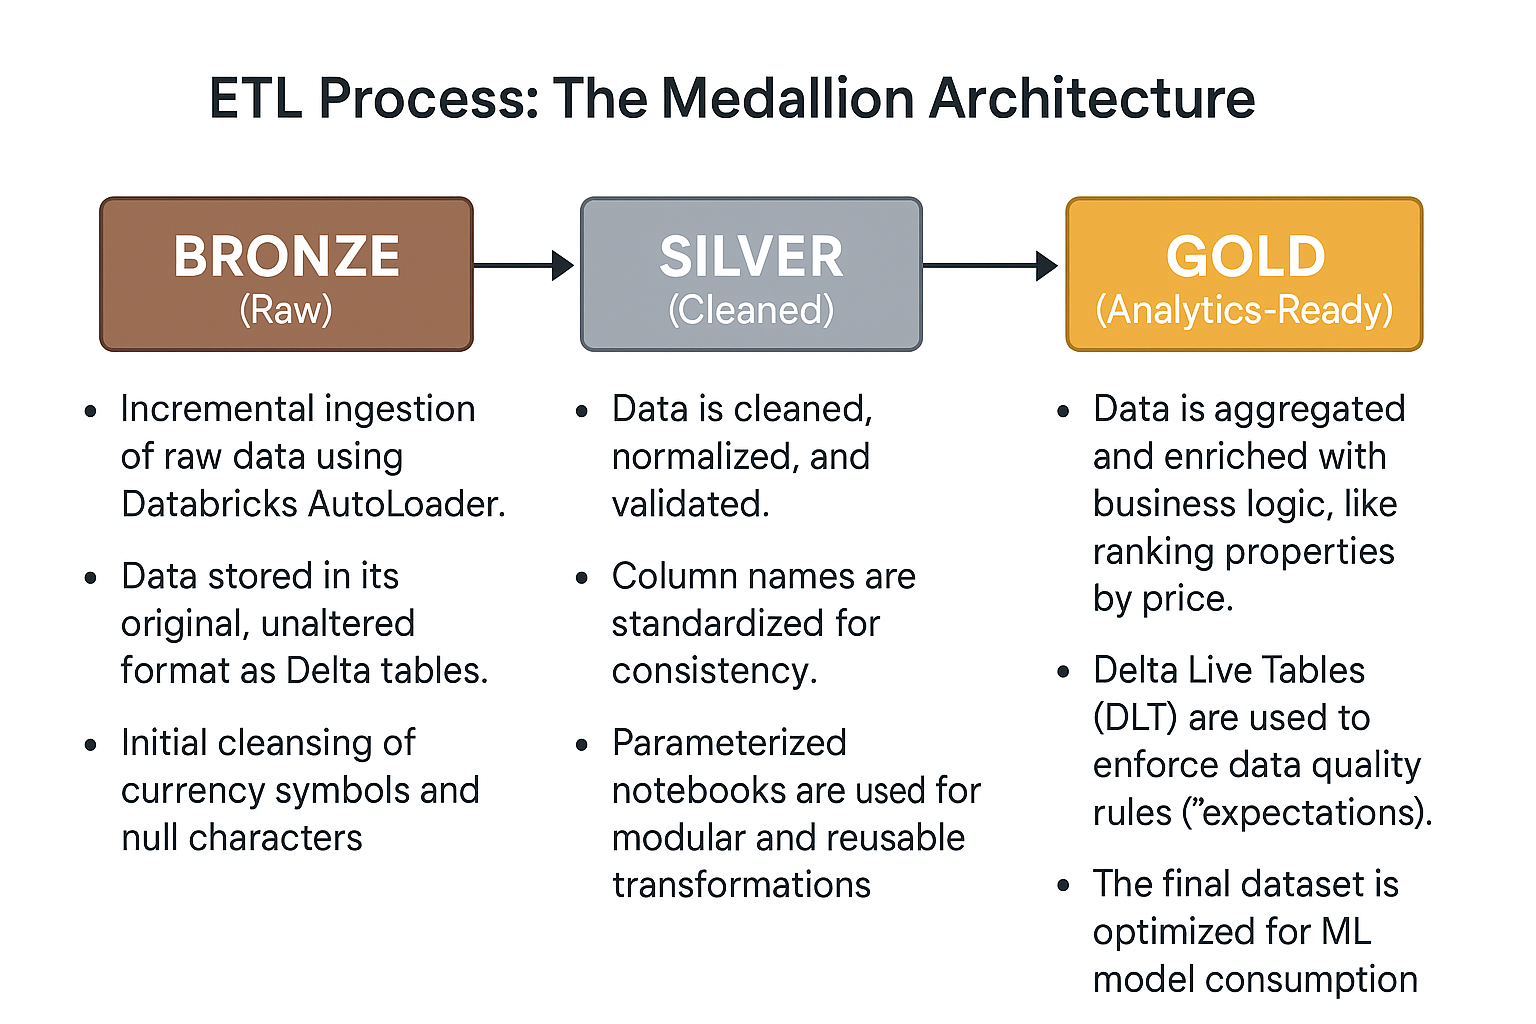 ETL Process: The Medallion Architecture
BRONZE
(Raw)
• Incremental ingestion
of raw data using
Databricks AutoLoader.
• Data stored in its
original, unaltered
format as Delta tables.
• Initial cleansing of
currency symbols and
null characters
SILVER
(Cleaned)
• Data is cleaned,
normalized, and
validated.
• Column names are
standardized for
consistency.
• Parameterized
notebooks are used for
modular and reusable
transformations
GOLD
(Analytics-Ready)
• Data is aggregated
and enriched with
business logic, like
ranking properties
by price.
• Delta Live Tables
(DLT) are used to
enforce data quality
rules (”expectations).
• The final dataset is
optimized for ML
model consumption